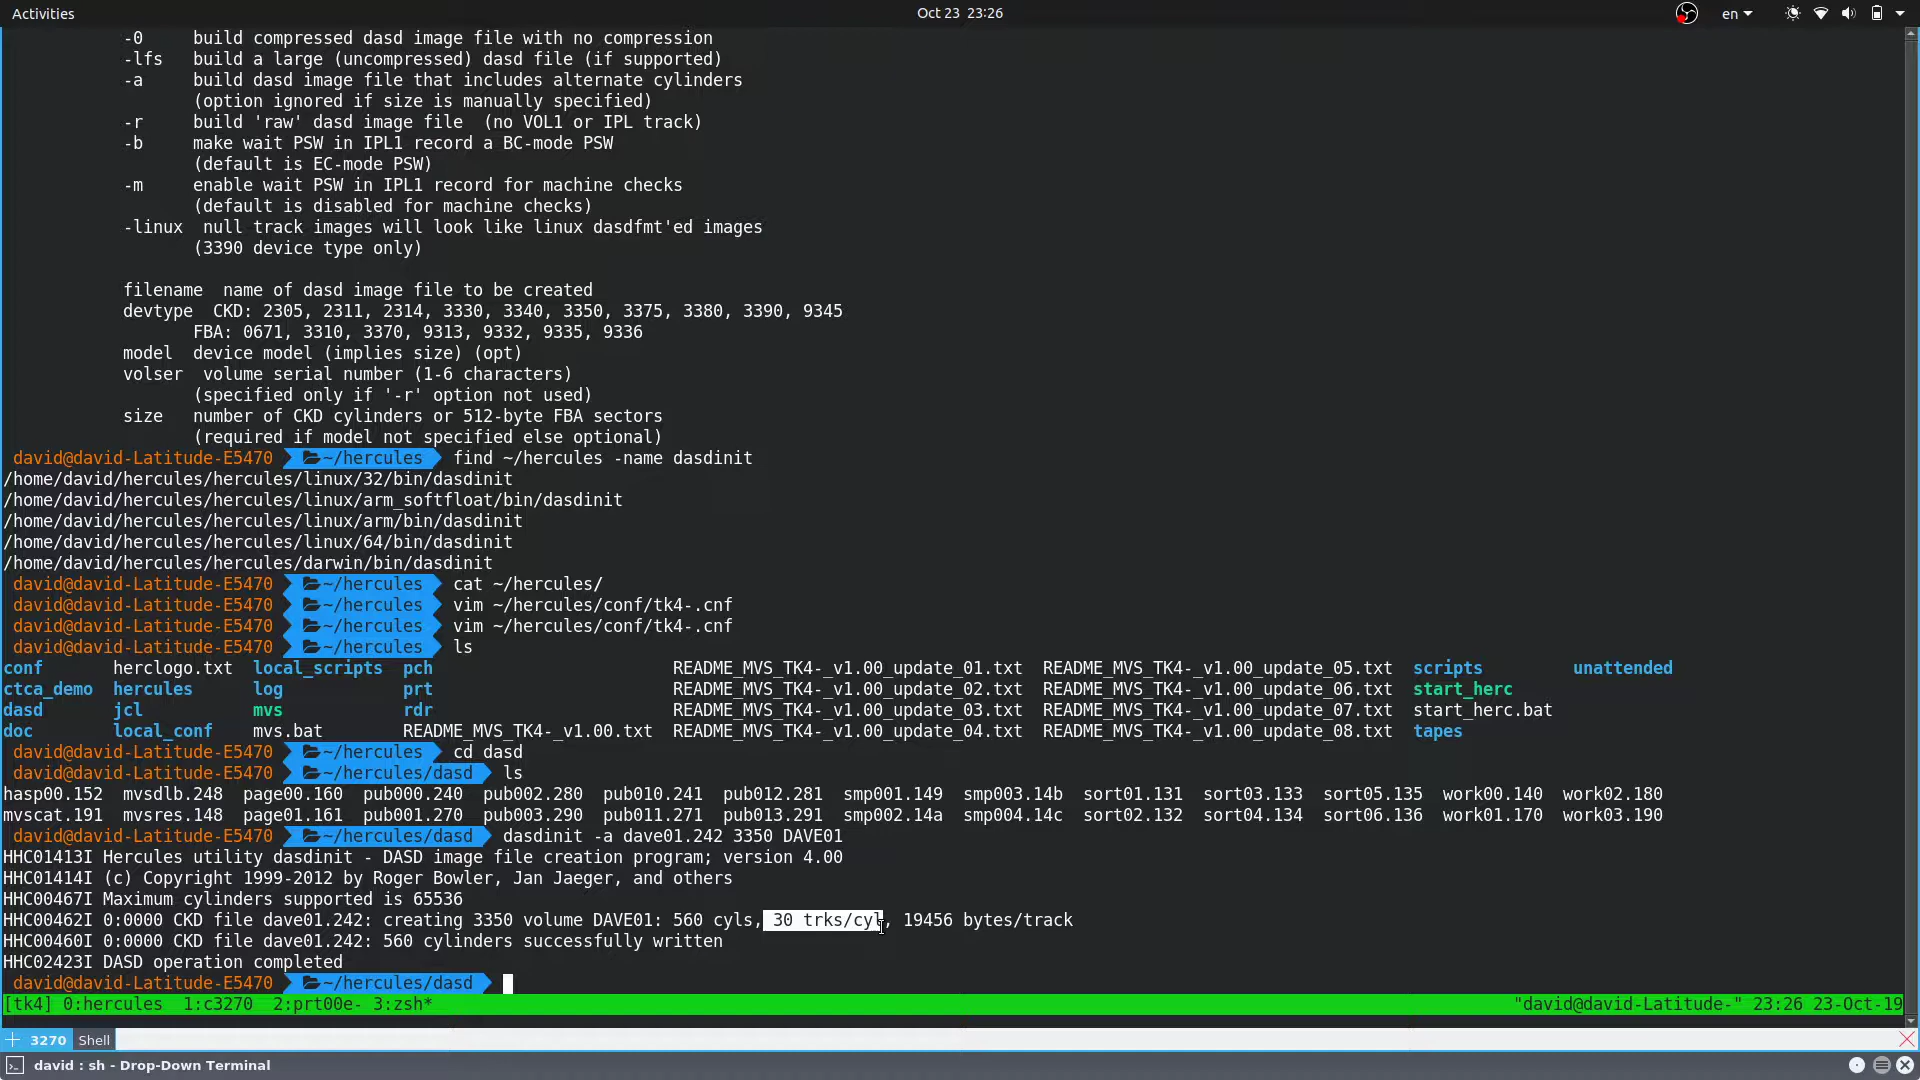 Activities Oct 23 23:26 en
-0 build compressed dasd image file with no compression
-lfs build a large (uncompressed) dasd file (if supported)
-a build dasd image file that includes alternate cylinders
(option ignored if size is manually specified)
-r build 'raw' dasd image file (no VOL1 or IPL track)
-b make wait PSW in IPL1 record a BC-mode PSW
(default is EC-mode PSW)
-m enable wait PSW in IPL1 record for machine checks
(default is disabled for machine checks)
-linux null track images will look like linux dasdfmt'ed images
(3390 device type only)
filename name of dasd image file to be created
devtype CKD: 2305, 2311, 2314, 3330, 3340, 3350, 3375, 3380, 3390, 9345
FBA: 0671, 3310, 3370, 9313, 9332, 9335, 9336
model device model (implies size) (opt)
volser volume serial number (1-6 characters)
(specified only if '-r' option not used)
size number of CKD cylinders or 512-byte FBA sectors
(required if model not specified else optional)
david@david-Latitude-E5470 ~/hercules find ~/hercules -name dasdinit
/home/david/hercules/hercules/linux/32/bin/dasdinit
/home/david/hercules/hercules/linux/arm_softfloat/bin/dasdinit
/home/david/hercules/hercules/linux/arm/bin/dasdinit
/home/david/hercules/hercules/linux/64/bin/dasdinit
/home/david/hercules/hercules/darwin/bin/dasdinit
david@david-Latitude-E5470 ~/hercules cat ~/hercules/
david@david-Latitude-E5470 ~/hercules vim ~/hercules/conf/tk4-.cnf
david@david-Latitude-E5470 ~/hercules vim ~/hercules/conf/tk4-.cnf
david@david-Latitude-E5470 ~/hercules ls
conf herclogo.txt local_scripts pch README_MVS_TK4-_v1.00_update_01.txt README_MVS_TK4-_v1.00_update_05.txt scripts unattended
ctca_demo hercules log prt README_MVS_TK4-_v1.00_update_02.txt README_MVS_TK4-_v1.00_update_06.txt start_herc
dasd jcl mvs rdr README_MVS_TK4-_v1.00_update_03.txt README_MVS_TK4-_v1.00_update_07.txt start_herc.bat
doc local_conf mvs.bat README_MVS_TK4-_v1.00.txt README_MVS_TK4-_v1.00_update_04.txt README_MVS_TK4-_v1.00_update_08.txt tapes
david@david-Latitude-E5470 ~/hercules cd dasd
david@david-Latitude-E5470 ~/hercules/dasd ls
hasp00.152 mvsdlb.248 page00.160 pub000.240 pub002.280 pub010.241 pub012.281 smp001.149 smp003.14b sort01.131 sort03.133 sort05.135 work00.140 work02.180
mvscat.191 mvsres.148 page01.161 pub001.270 pub003.290 pub011.271 pub013.291 smp002.14a smp004.14c sort02.132 sort04.134 sort06.136 work01.170 work03.190
david@david-Latitude-E5470 ~/hercules/dasd dasdinit -a dave01.242 3350 DAVE01
HHC01413I Hercules utility dasdinit - DASD image file creation program; version 4.00
HHC01414I (c) Copyright 1999-2012 by Roger Bowler, Jan Jaeger, and others
HHC00467I Maximum cylinders supported is 65536
HHC00462I 0:0000 CKD file dave01.242: creating 3350 volume DAVE01: 560 cyls, 30 trks/cyl, 19456 bytes/track
HHC00460I 0:0000 CKD file dave01.242: 560 cylinders successfully written
HHC02423I DASD operation completed
david@david-Latitude-E5470 ~/hercules/dasd
[tk4] 0:hercules 1:c3270 2:prt00e- 3:zsh* "david@david-Latitude-" 23:26 23-Oct-19
3270 Shell
david : sh - Drop-Down Terminal